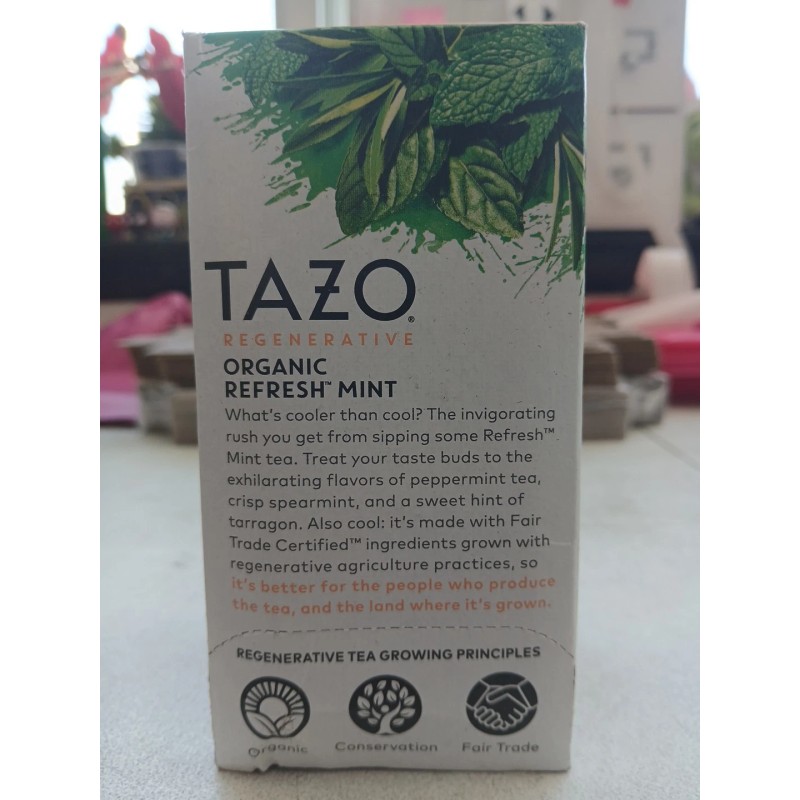 TAZO®
REGENERATIVE
ORGANIC
REFRESH™ MINT
What's cooler than cool? The invigorating
rush you get from sipping some Refresh™
Mint tea. Treat your taste buds to the
exhilarating flavors of peppermint tea,
crisp spearmint, and a sweet hint of
tarragon. Also cool: it's made with Fair
Trade Certified™ ingredients grown with
regenerative agriculture practices, so
it's better for the people who produce
the tea, and the land where it's grown.
REGENERATIVE TEA GROWING PRINCIPLES
Organic Conservation Fair Trade